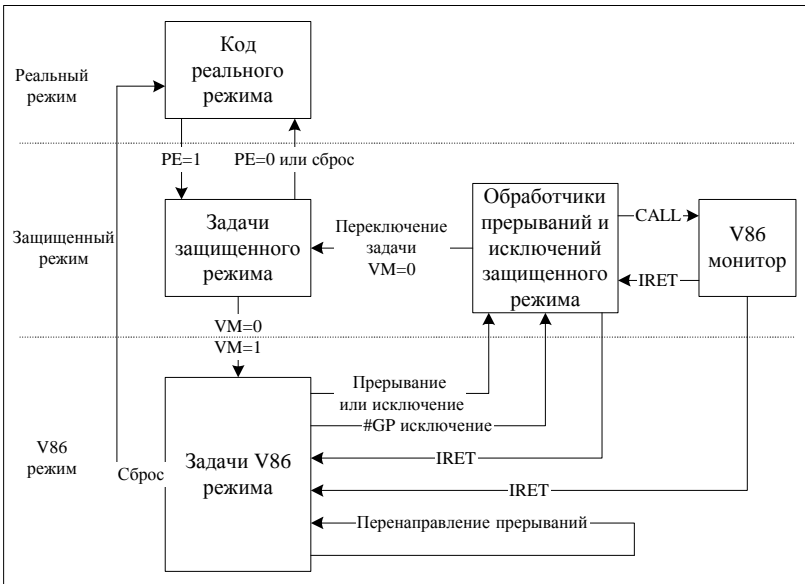 Код
реального
режима
Реальный
режим
PE=1
PE=0 или сброс
Защищенный
режим
Задачи
защищенного
режима
Переключение
задачи
VM=0
Обработчики
прерываний и
исключений
защищенного
режима
CALL
IRET
V86
монитор
VM=0
VM=1
V86
режим
Сброс
Задачи V86
режима
Прерывание
или исключение
#GP исключение
IRET
IRET
Перенаправление прерываний